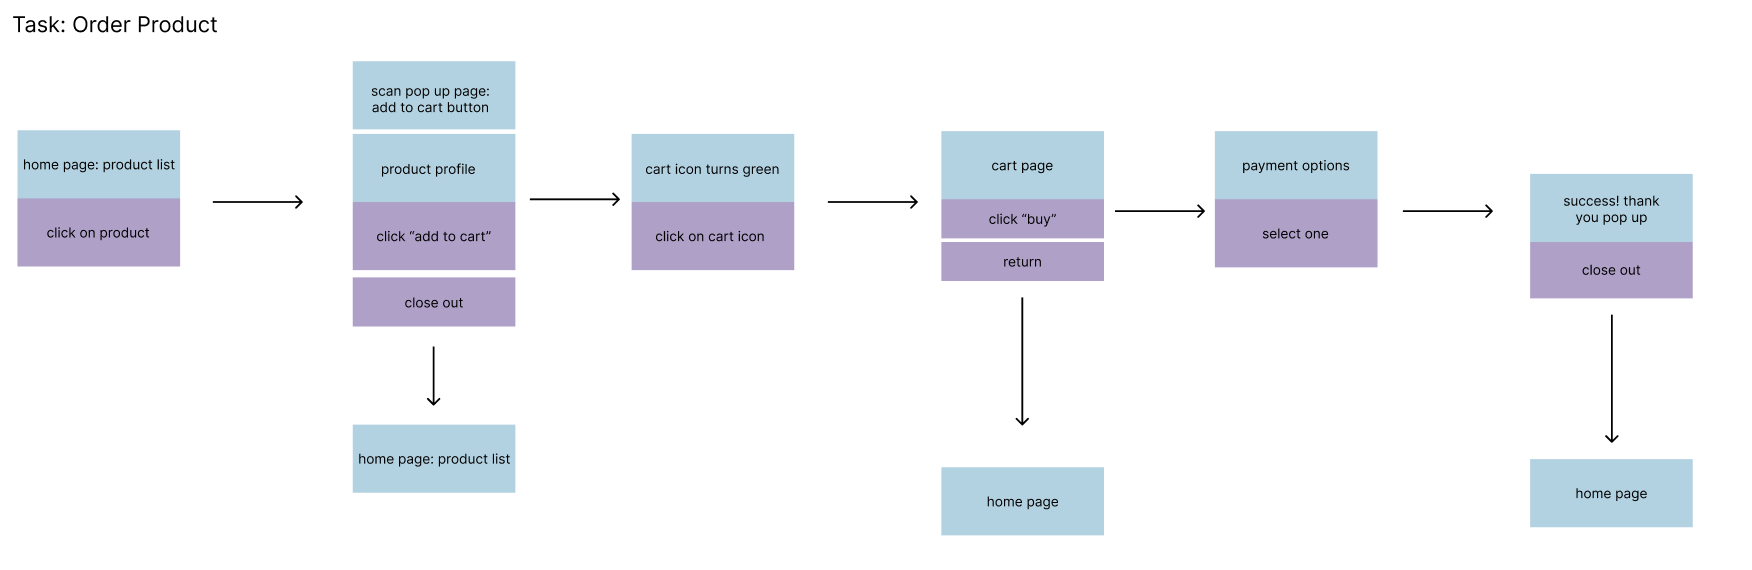 Task: Order Product
home page: product list
click on product
scan pop up page:
add to cart button
product profile
click “add to cart”
close out
home page: product list
cart icon turns green
click on cart icon
cart page
click “buy”
return
home page
payment options
select one
success! thank
you pop up
close out
home page